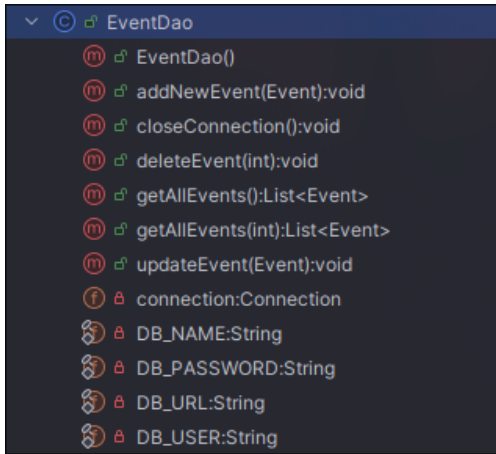 EventDao
EventDao()
addNewEvent(Event):void
closeConnection():void
deleteEvent(int):void
getAllEvents():List<Event>
getAllEvents(int):List<Event>
updateEvent(Event):void
connection:Connection
DB_NAME:String
DB_PASSWORD:String
DB_URL:String
DB_USER:String